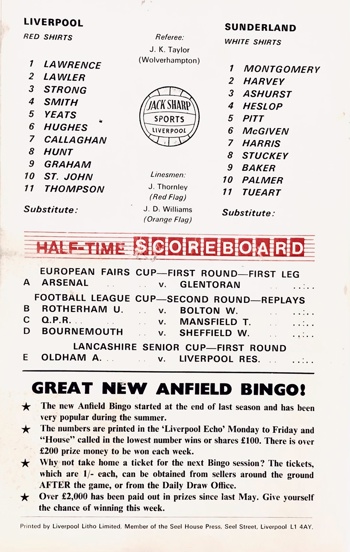 LIVERPOOL
RED SHIRTS
1 LAWRENCE
2 LAWLER
3 STRONG
4 SMITH
5 YEATS
6 HUGHES
7 CALLAGHAN
8 HUNT
9 GRAHAM
10 ST. JOHN
11 THOMPSON
Substitute:
Referee:
J. K. Taylor
(Wolverhampton)
JACK SHARP
SPORTS
LIVERPOOL
Linesmen:
J. Thornley
(Red Flag)
J. D. Williams
(Orange Flag)
SUNDERLAND
WHITE SHIRTS
1 MONTGOMERY
2 HARVEY
3 ASHURST
4 HESLOP
5 PITT
6 McGIVEN
7 HARRIS
8 STUCKEY
9 BAKER
10 PALMER
11 TUEART
Substitute:
HALF-TIME SCOREBOARD
EUROPEAN FAIRS CUP—FIRST ROUND—FIRST LEG
A ARSENAL .. v. GLENTORAN ..:..
FOOTBALL LEAGUE CUP—SECOND ROUND—REPLAYS
B ROTHERHAM U. v. BOLTON W. ..:..
C Q.P.R. .. v. MANSFIELD T. ..:..
D BOURNEMOUTH v. SHEFFIELD W. ..:..
LANCASHIRE SENIOR CUP—FIRST ROUND
E OLDHAM A. v. LIVERPOOL RES. ..:..
GREAT NEW ANFIELD BINGO!
★ The new Anfield Bingo started at the end of last season and has been
very popular during the summer.
★ The numbers are printed in the 'Liverpool Echo' Monday to Friday and
"House" called in the lowest number wins or shares £100. There is over
£200 prize money to be won each week.
★ Why not take home a ticket for the next Bingo session? The tickets,
which are 1/- each, can be obtained from sellers around the ground
AFTER the game, or from the Daily Draw Office.
★ Over £2,000 has been paid out in prizes since last May. Give yourself
the chance of winning this week.
Printed by Liverpool Litho Limited. Member of the Seel House Press, Seel Street, Liverpool L1 4AY.